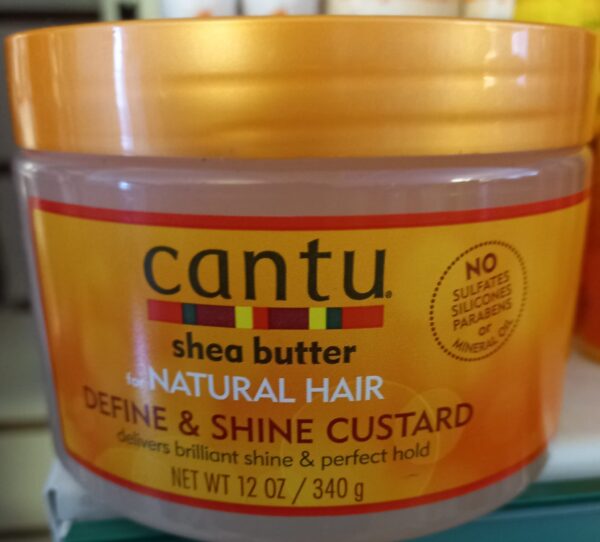 cantu®
shea butter
for NATURAL HAIR
DEFINE & SHINE CUSTARD
delivers brilliant shine & perfect hold
NET WT 12 OZ / 340 g
NO
SULFATES
SILICONES
PARABENS
or
MINERAL OIL